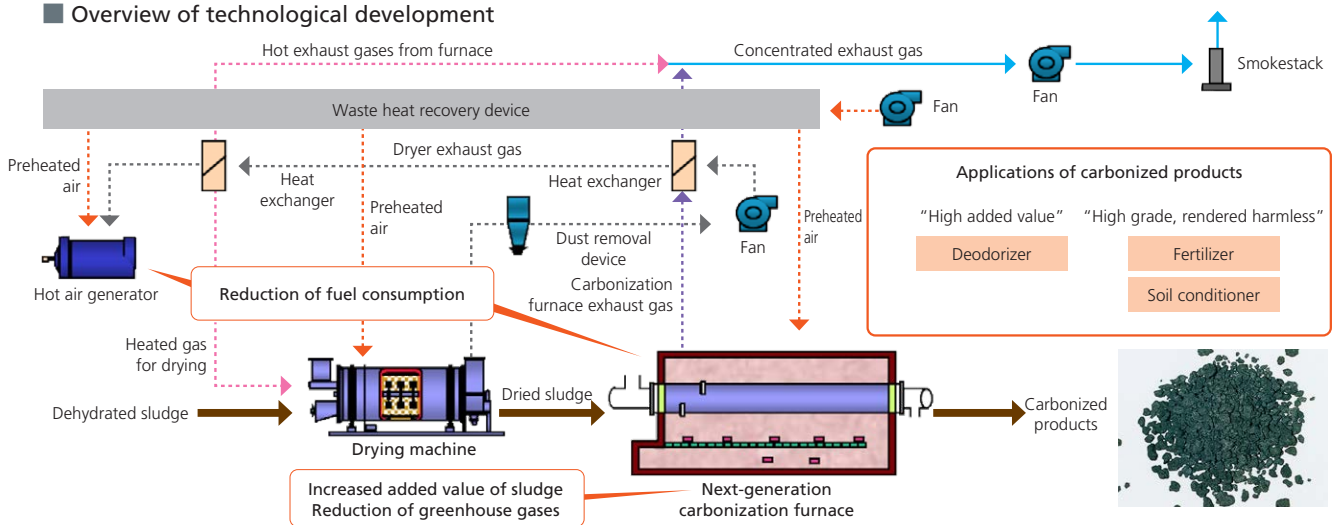 Overview of technological development
Hot exhaust gases from furnace
Concentrated exhaust gas
Smokestack
Fan
Waste heat recovery device
Fan
Preheated
air
Heat
exchanger
Dryer exhaust gas
Heat exchanger
Preheated
air
Dust removal
device
Fan
Preheated
air
Applications of carbonized products
“High added value”
Deodorizer
“High grade, rendered harmless”
Fertilizer
Soil conditioner
Hot air generator
Reduction of fuel consumption
Carbonization
furnace exhaust gas
Heated gas
for drying
Dehydrated sludge
Drying machine
Dried sludge
Carbonized
products
Increased added value of sludge
Reduction of greenhouse gases
Next-generation
carbonization furnace